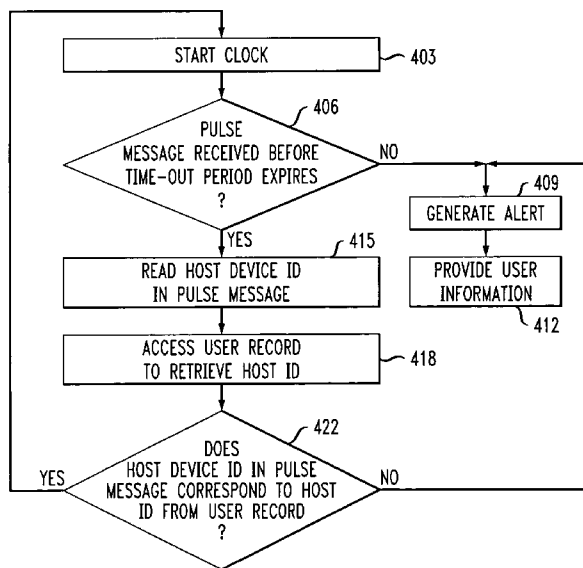 START CLOCK
403
406
PULSE
MESSAGE RECEIVED BEFORE
TIME-OUT PERIOD EXPIRES
?
NO
YES
409
GENERATE ALERT
PROVIDE USER
INFORMATION
412
415
READ HOST DEVICE ID
IN PULSE MESSAGE
ACCESS USER RECORD
TO RETRIEVE HOST ID
418
422
DOES
HOST DEVICE ID IN PULSE
MESSAGE CORRESPOND TO HOST
ID FROM USER RECORD
?
YES
NO